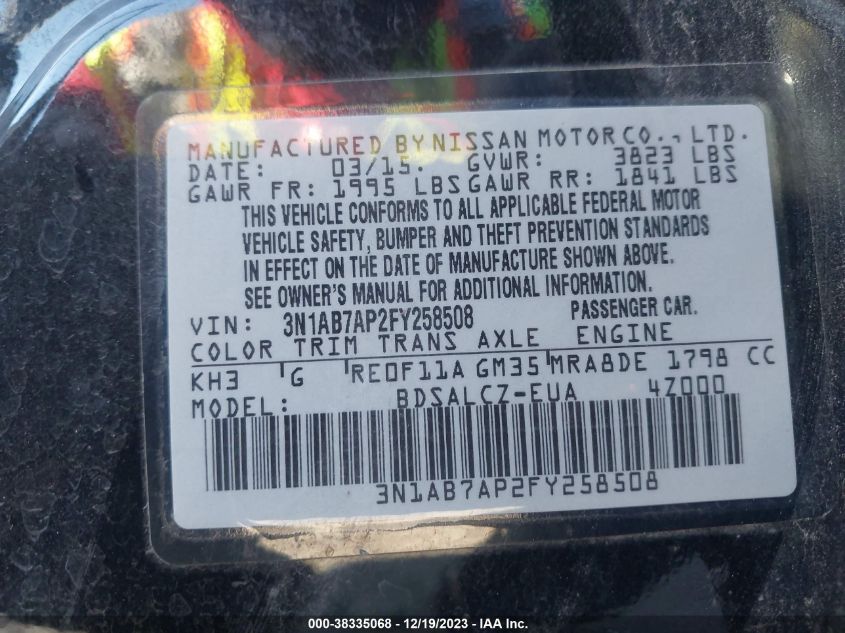 MANUFACTURED BY NISSAN MOTOR CO., LTD.
DATE: 03/15. GVWR: 3823 LBS
GAWR FR: 1995 LBS GAWR RR: 1841 LBS
THIS VEHICLE CONFORMS TO ALL APPLICABLE FEDERAL MOTOR
VEHICLE SAFETY, BUMPER AND THEFT PREVENTION STANDARDS
IN EFFECT ON THE DATE OF MANUFACTURE SHOWN ABOVE.
SEE OWNER'S MANUAL FOR ADDITIONAL INFORMATION.
VIN: 3N1AB7AP2FY258508 PASSENGER CAR.
COLOR TRIM TRANS AXLE ENGINE
KH3 G RE0F11A GM35 MRA8DE 1798 CC
MODEL: BDSALCZ-EUA 4Z000
3N1AB7AP2FY258508
000-38335068 - 12/19/2023 - IAA Inc.